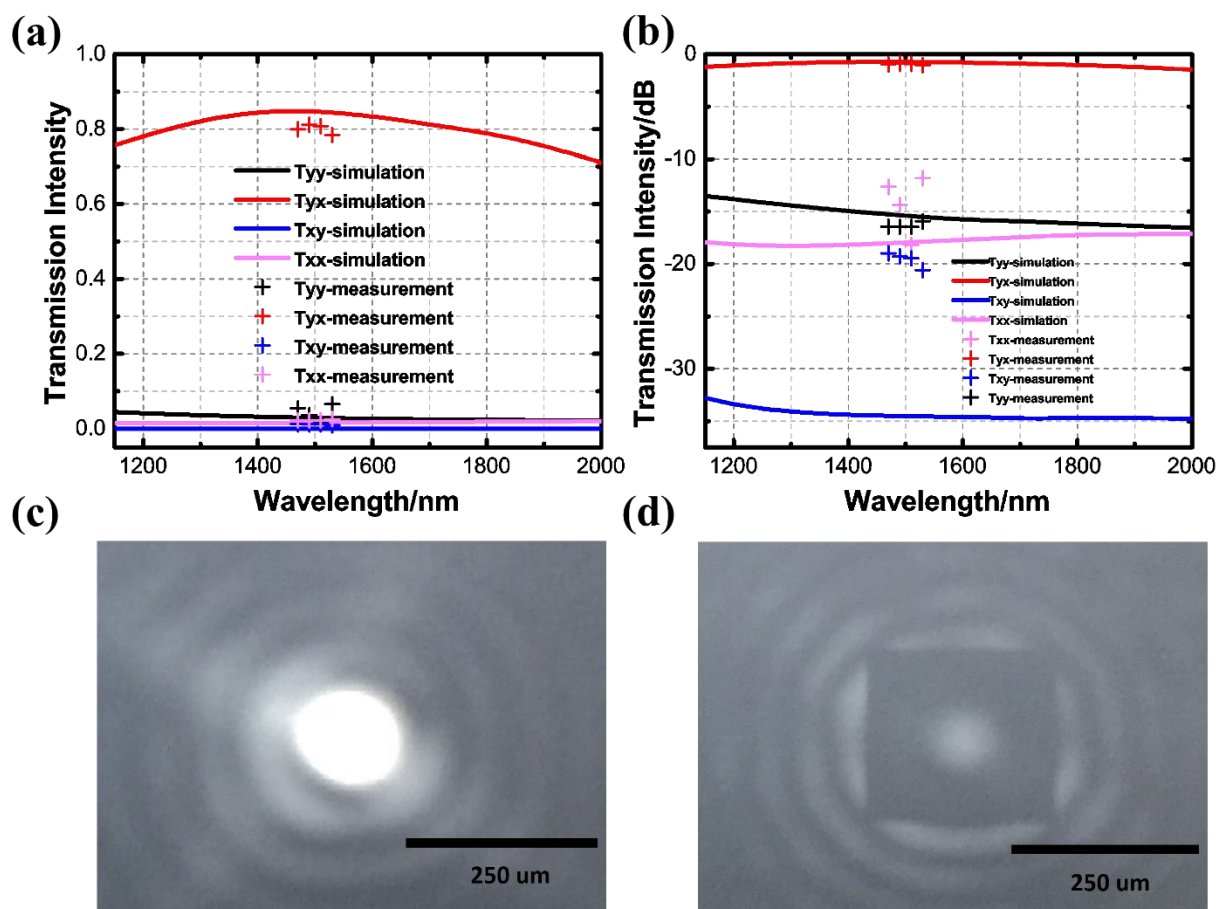 (a)
1.0
0.8
0.6
0.4
0.2
0.0
Transmission Intensity
Tyy-simulation
Tyx-simulation
Txy-simulation
Txx-simulation
Tyy-measurement
Tyx-measurement
Txy-measurement
Txx-measurement
1200 1400 1600 1800 2000
Wavelength/nm
(b)
0
-10
-20
-30
Transmission Intensity/dB
Tyy-simulation
Tyx-simulation
Txy-simulation
Txx-simlation
Txx-measurement
Tyx-measurement
Txy-measurement
Tyy-measurement
1200 1400 1600 1800 2000
Wavelength/nm
(c)
250 um
(d)
250 um